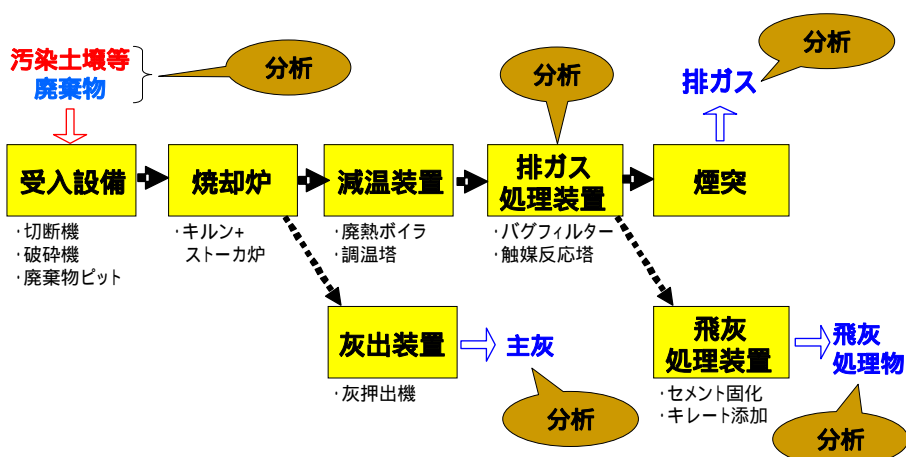 汚染土壌等
廃棄物
分析
分析
分析
排ガス
受入設備
・切断機
・破砕機
・廃棄物ピット
焼却炉
・キルン+
ストーカ炉
減温装置
・廃熱ボイラ
・調温塔
排ガス
処理装置
・バグフィルター
・触媒反応塔
煙突
灰出装置
・灰押出機
主灰
分析
飛灰
処理装置
・セメント固化
・キレート添加
飛灰
処理物
分析